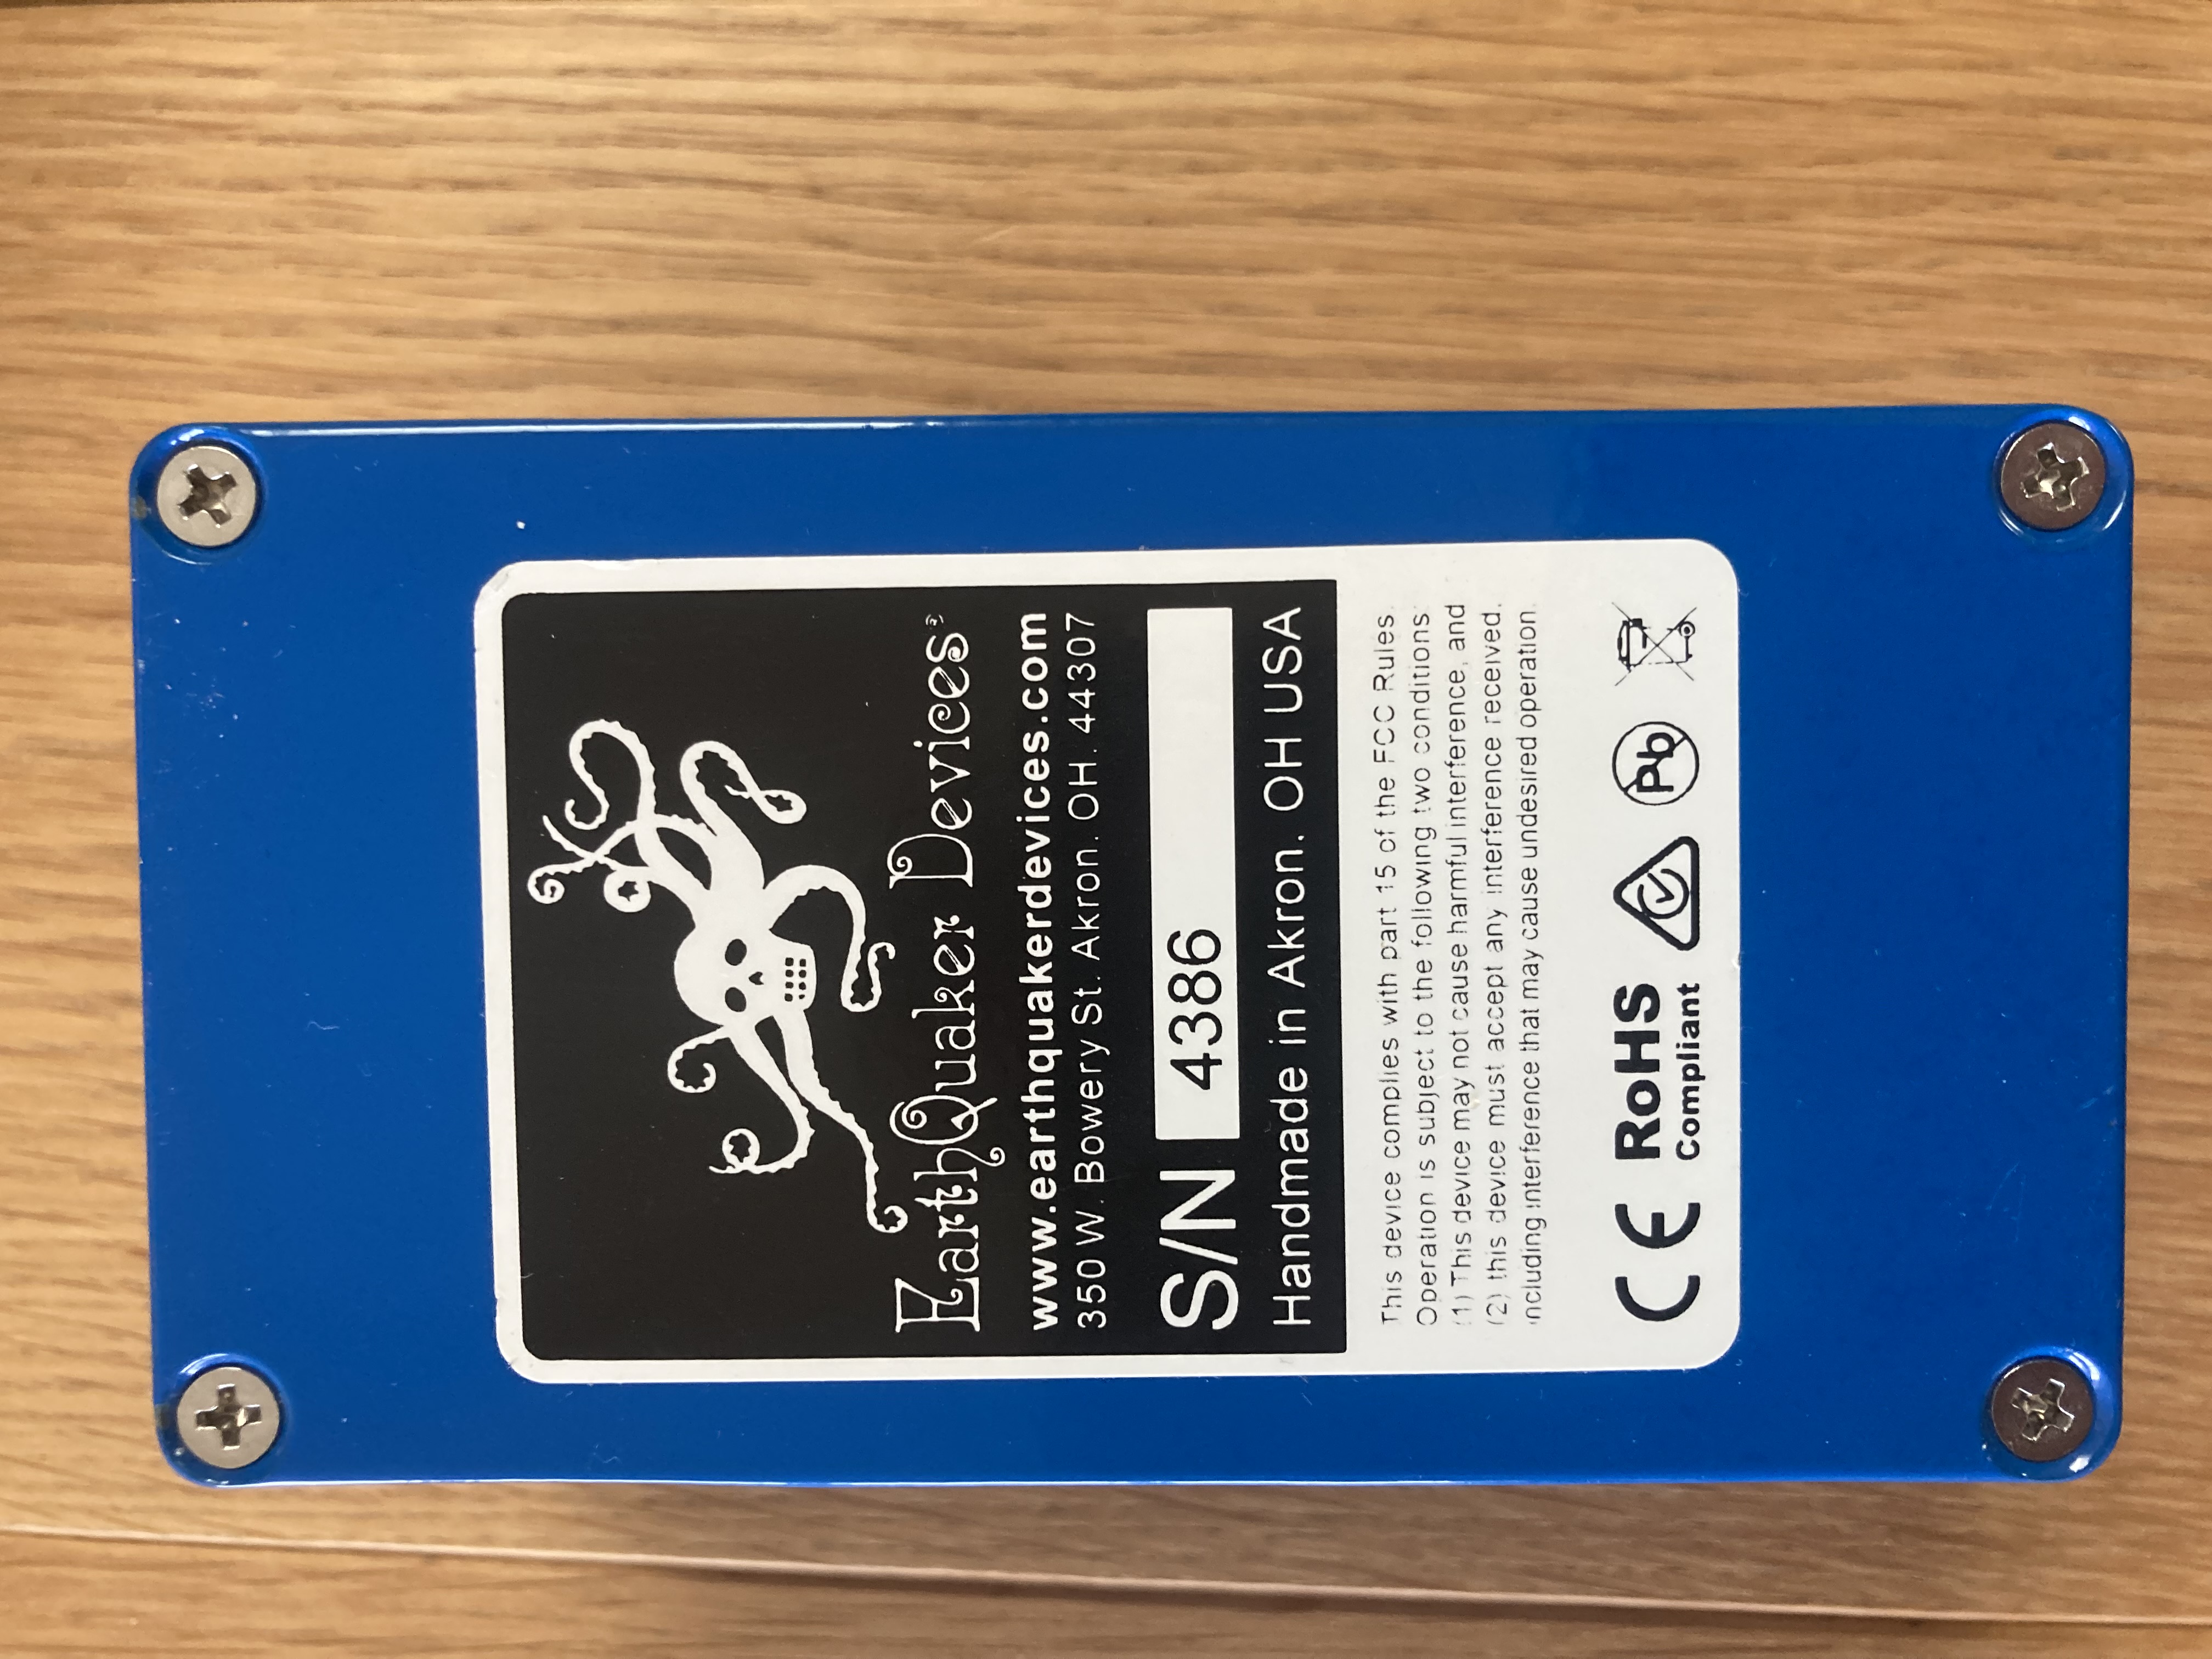 EarthQuaker Devices
www.earthquakerdevices.com
350 W. Bowery St. Akron, OH. 44307
S/N 4386
Handmade in Akron, OH USA
This device complies with part 15 of the FCC Rules.
Operation is subject to the following two conditions:
(1) This device may not cause harmful interference, and
(2) this device must accept any interference received,
including interference that may cause undesired operation.
CE RoHS Compliant Pb